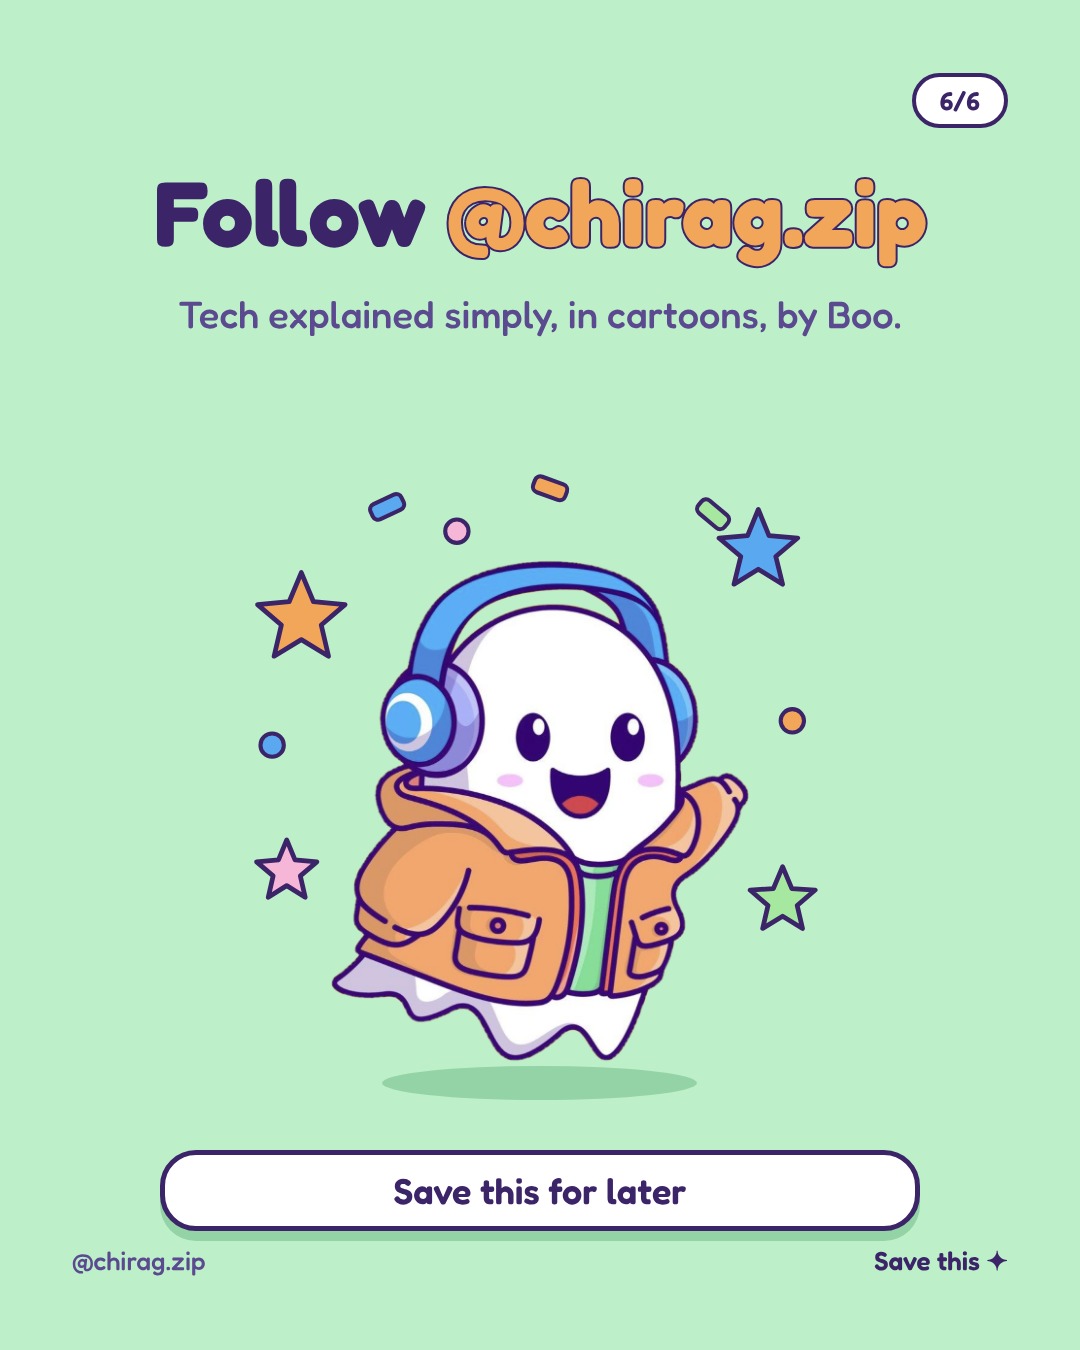 6/6
Follow @chirag.zip
Tech explained simply, in cartoons, by Boo.
Save this for later
@chirag.zip
Save this ✦